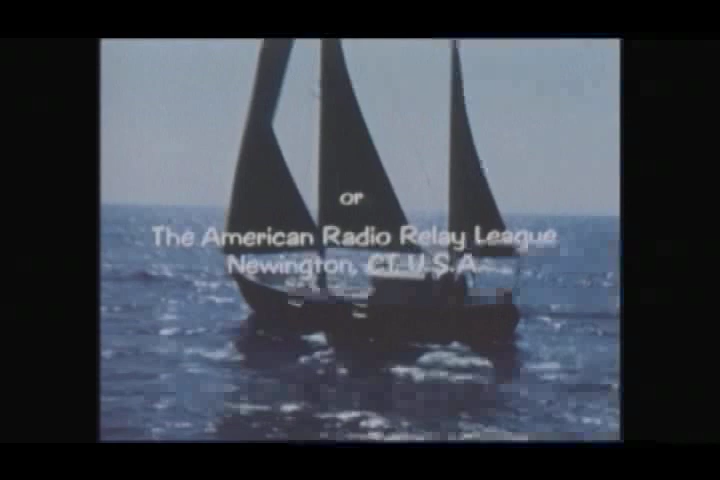 or
The American Radio Relay League
Newington, CT. U.S.A.